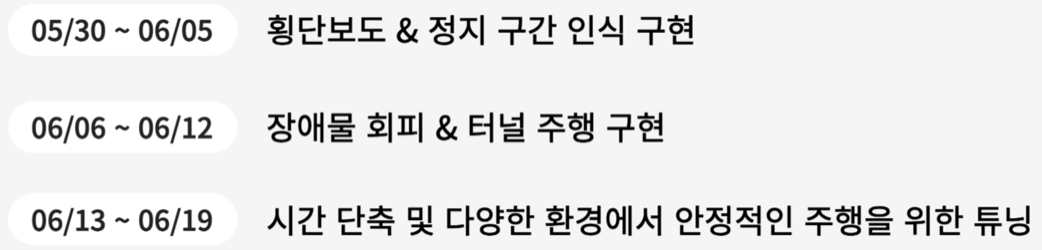 05/30 ~ 06/05 횡단보도 & 정지 구간 인식 구현
06/06 ~ 06/12 장애물 회피 & 터널 주행 구현
06/13 ~ 06/19 시간 단축 및 다양한 환경에서 안정적인 주행을 위한 튜닝